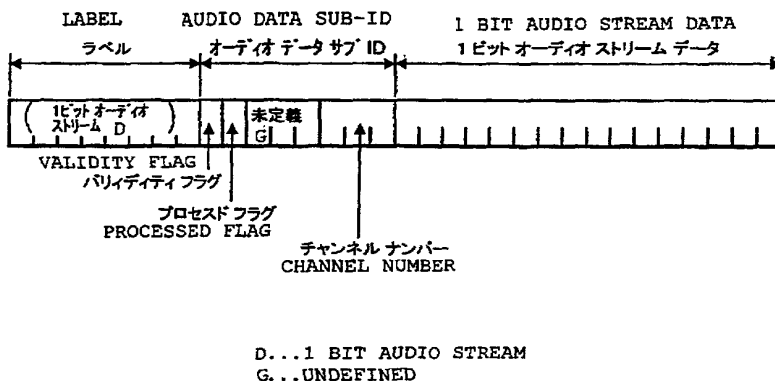 LABEL AUDIO DATA SUB-ID 1 BIT AUDIO STREAM DATA
ラベル オーディオ データ サブ ID 1 ビット オーディオ ストリーム データ
(1ビット オーディオ
ストリーム D )
未定義
G
VALIDITY FLAG
バリィディティ フラグ
プロセスド フラグ
PROCESSED FLAG
チャンネル ナンバー
CHANNEL NUMBER
D...1 BIT AUDIO STREAM
G...UNDEFINED